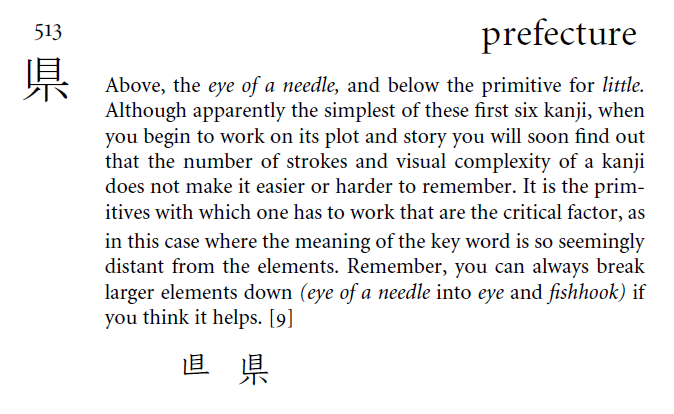 513
prefecture
県
Above, the eye of a needle, and below the primitive for little.
Although apparently the simplest of these first six kanji, when
you begin to work on its plot and story you will soon find out
that the number of strokes and visual complexity of a kanji
does not make it easier or harder to remember. It is the prim-
itives with which one has to work that are the critical factor, as
in this case where the meaning of the key word is so seemingly
distant from the elements. Remember, you can always break
larger elements down (eye of a needle into eye and fishhook) if
you think it helps. [9]
県